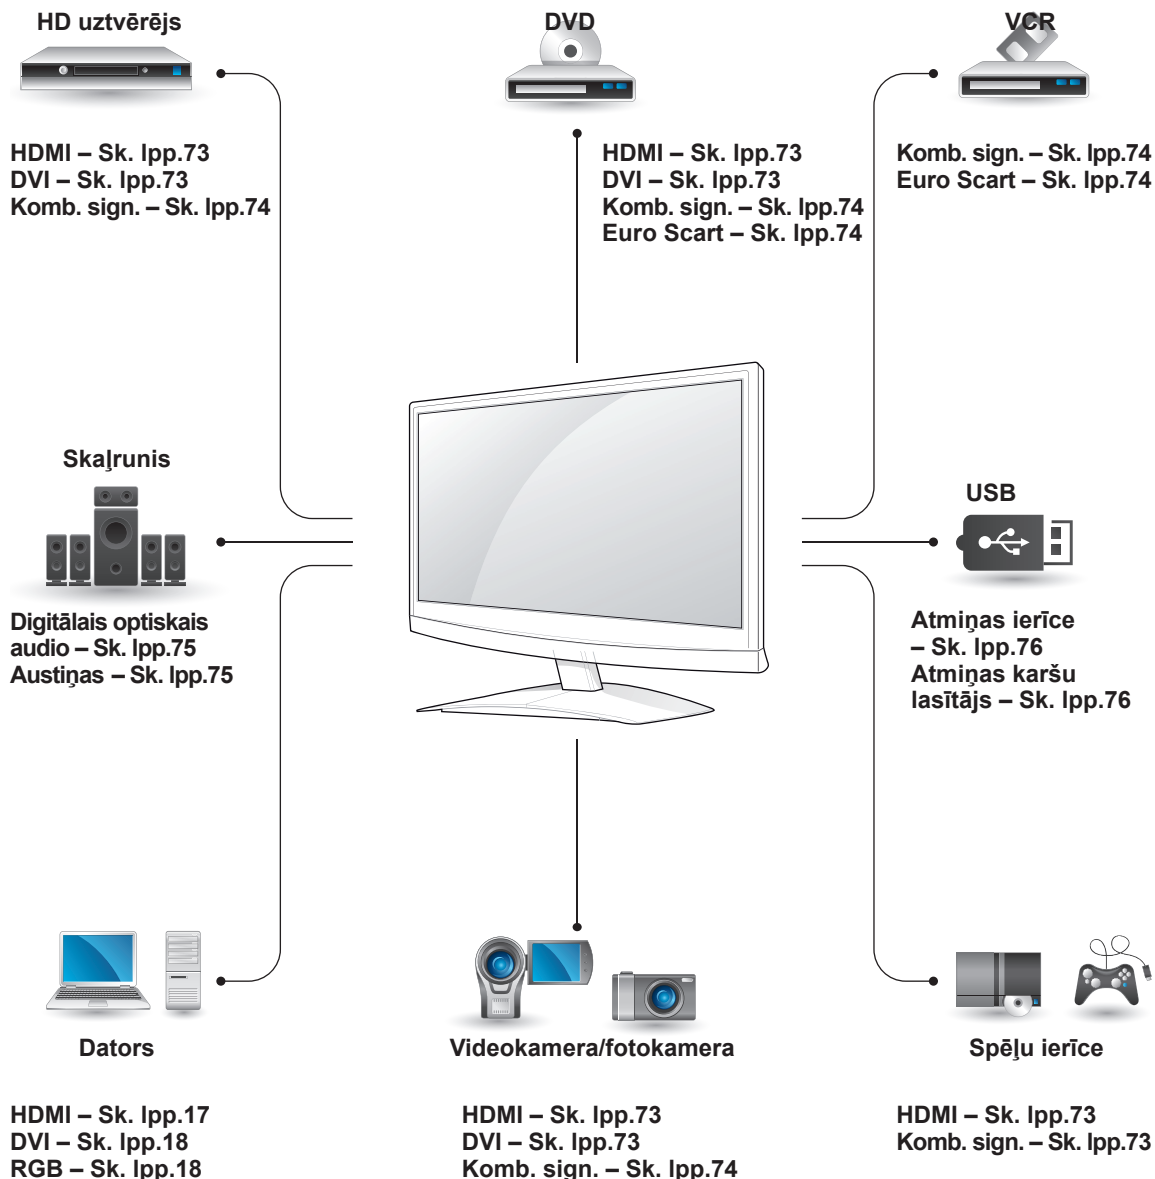 HD uztvērējs
HDMI – Sk. lpp.73
DVI – Sk. lpp.73
Komb. sign. – Sk. lpp.74
DVD
HDMI – Sk. lpp.73
DVI – Sk. lpp.73
Komb. sign. – Sk. lpp.74
Euro Scart – Sk. lpp.74
VCR
Komb. sign. – Sk. lpp.74
Euro Scart – Sk. lpp.74
Skaļrunis
Digitālais optiskais
audio – Sk. lpp.75
Austiņas – Sk. lpp.75
USB
Atmiņas ierīce
– Sk. lpp.76
Atmiņas karšu
lasītājs – Sk. lpp.76
Dators
HDMI – Sk. lpp.17
DVI – Sk. lpp.18
RGB – Sk. lpp.18
Videokamera/fotokamera
HDMI – Sk. lpp.73
DVI – Sk. lpp.73
Komb. sign. – Sk. lpp.74
Spēļu ierīce
HDMI – Sk. lpp.73
Komb. sign. – Sk. lpp.73